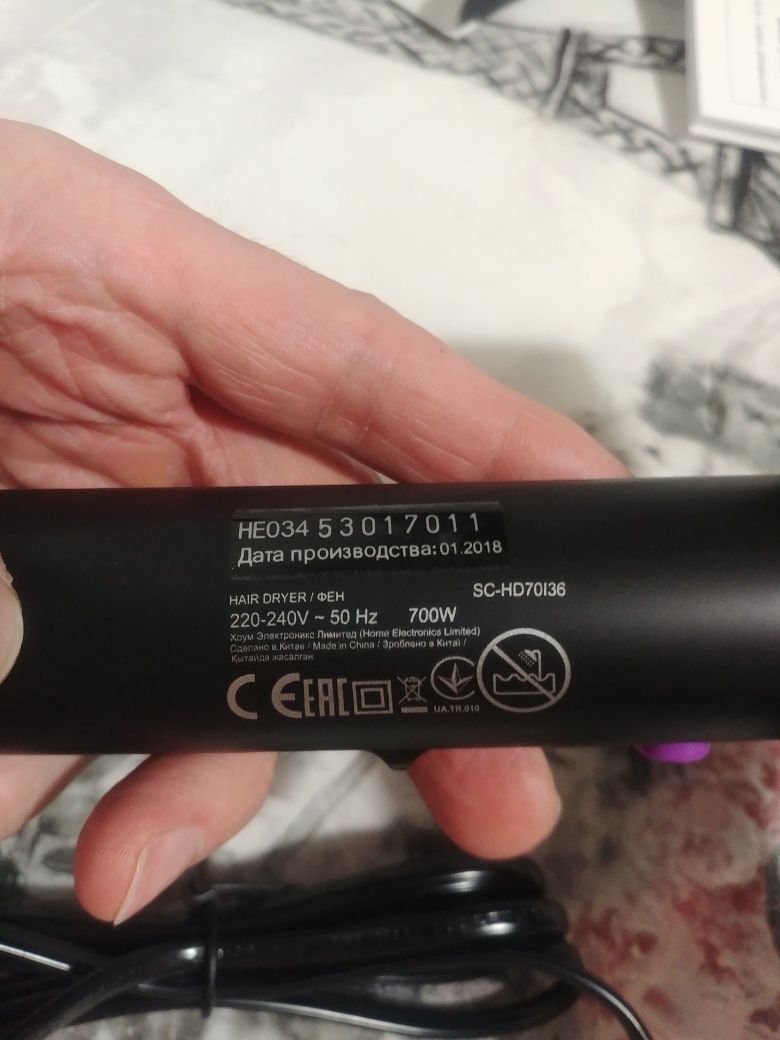 HE034 53017011
Дата производства: 01.2018
HAIR DRYER / ФЕН SC-HD70I36
220-240V ~ 50 Hz 700W
Хоум Электроникс Лимитед (Home Electronics Limited)
Сделано в Китае / Made in China / Зроблено в Китаї /
Қытайда жасалған
CE EAC
UA.TR.010